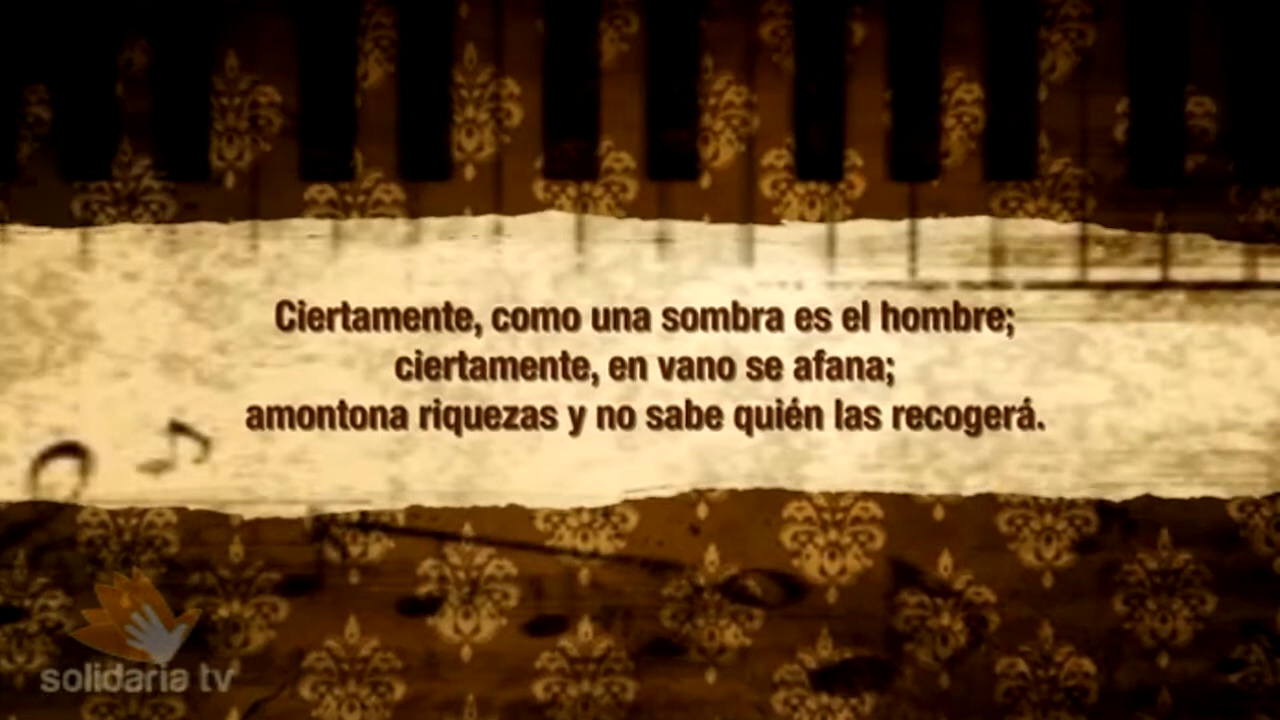 Ciertamente, como una sombra es el hombre;
ciertamente, en vano se afana;
amontona riquezas y no sabe quién las recogerá.
solidaria tv